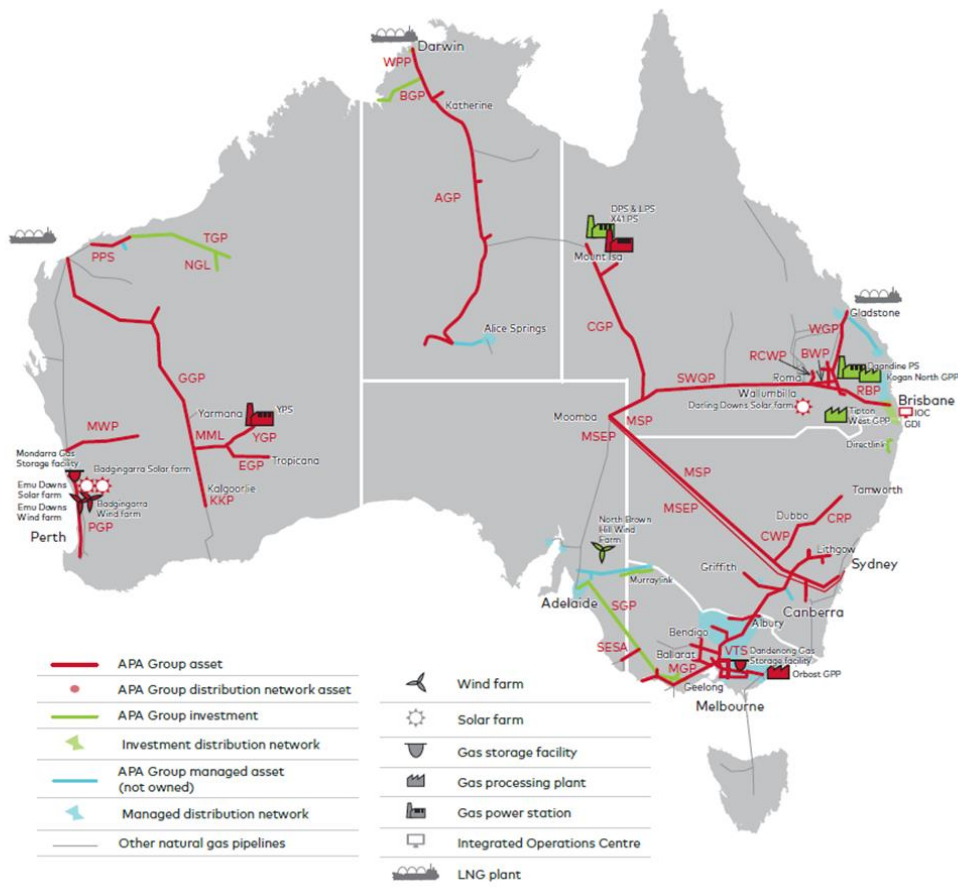 Darwin
WPP
BGP
Katherine
AGP
DPS & LPS
X41 PS
Mount Isa
TGP
PPS
NGL
Alice Springs
CGP
Gladstone
WGP
RCWP
BWP
Daandine PS
Kogan North GPP
Roma
SWQP
Wallumbilla
RBP
Brisbane
Darling Downs Solar farm
Tipton
West GPP
IOC
GDI
Directlink
GGP
Yarmana
YPS
MML
YGP
MWP
EGP
Tropicana
Mondarra Gas
Storage facility
Badgingarra Solar farm
Emu Downs
Solar farm
Emu Downs
Wind farm
Badgingarra
Wind farm
Kalgoorlie
KKP
PGP
Perth
Moomba
MSP
MSEP
MSP
MSEP
Tamworth
Dubbo
CRP
CWP
Lithgow
Sydney
North Brown
Hill Wind
Farm
Griffith
Murraylink
Canberra
Adelaide
SGP
Albury
Bendigo
SESA
Ballarat
VTS
Dandenong Gas
Storage facility
MGP
Orbost GPP
Geelong
Melbourne
APA Group asset
APA Group distribution network asset
APA Group investment
Investment distribution network
APA Group managed asset
(not owned)
Managed distribution network
Other natural gas pipelines
Wind farm
Solar farm
Gas storage facility
Gas processing plant
Gas power station
Integrated Operations Centre
LNG plant